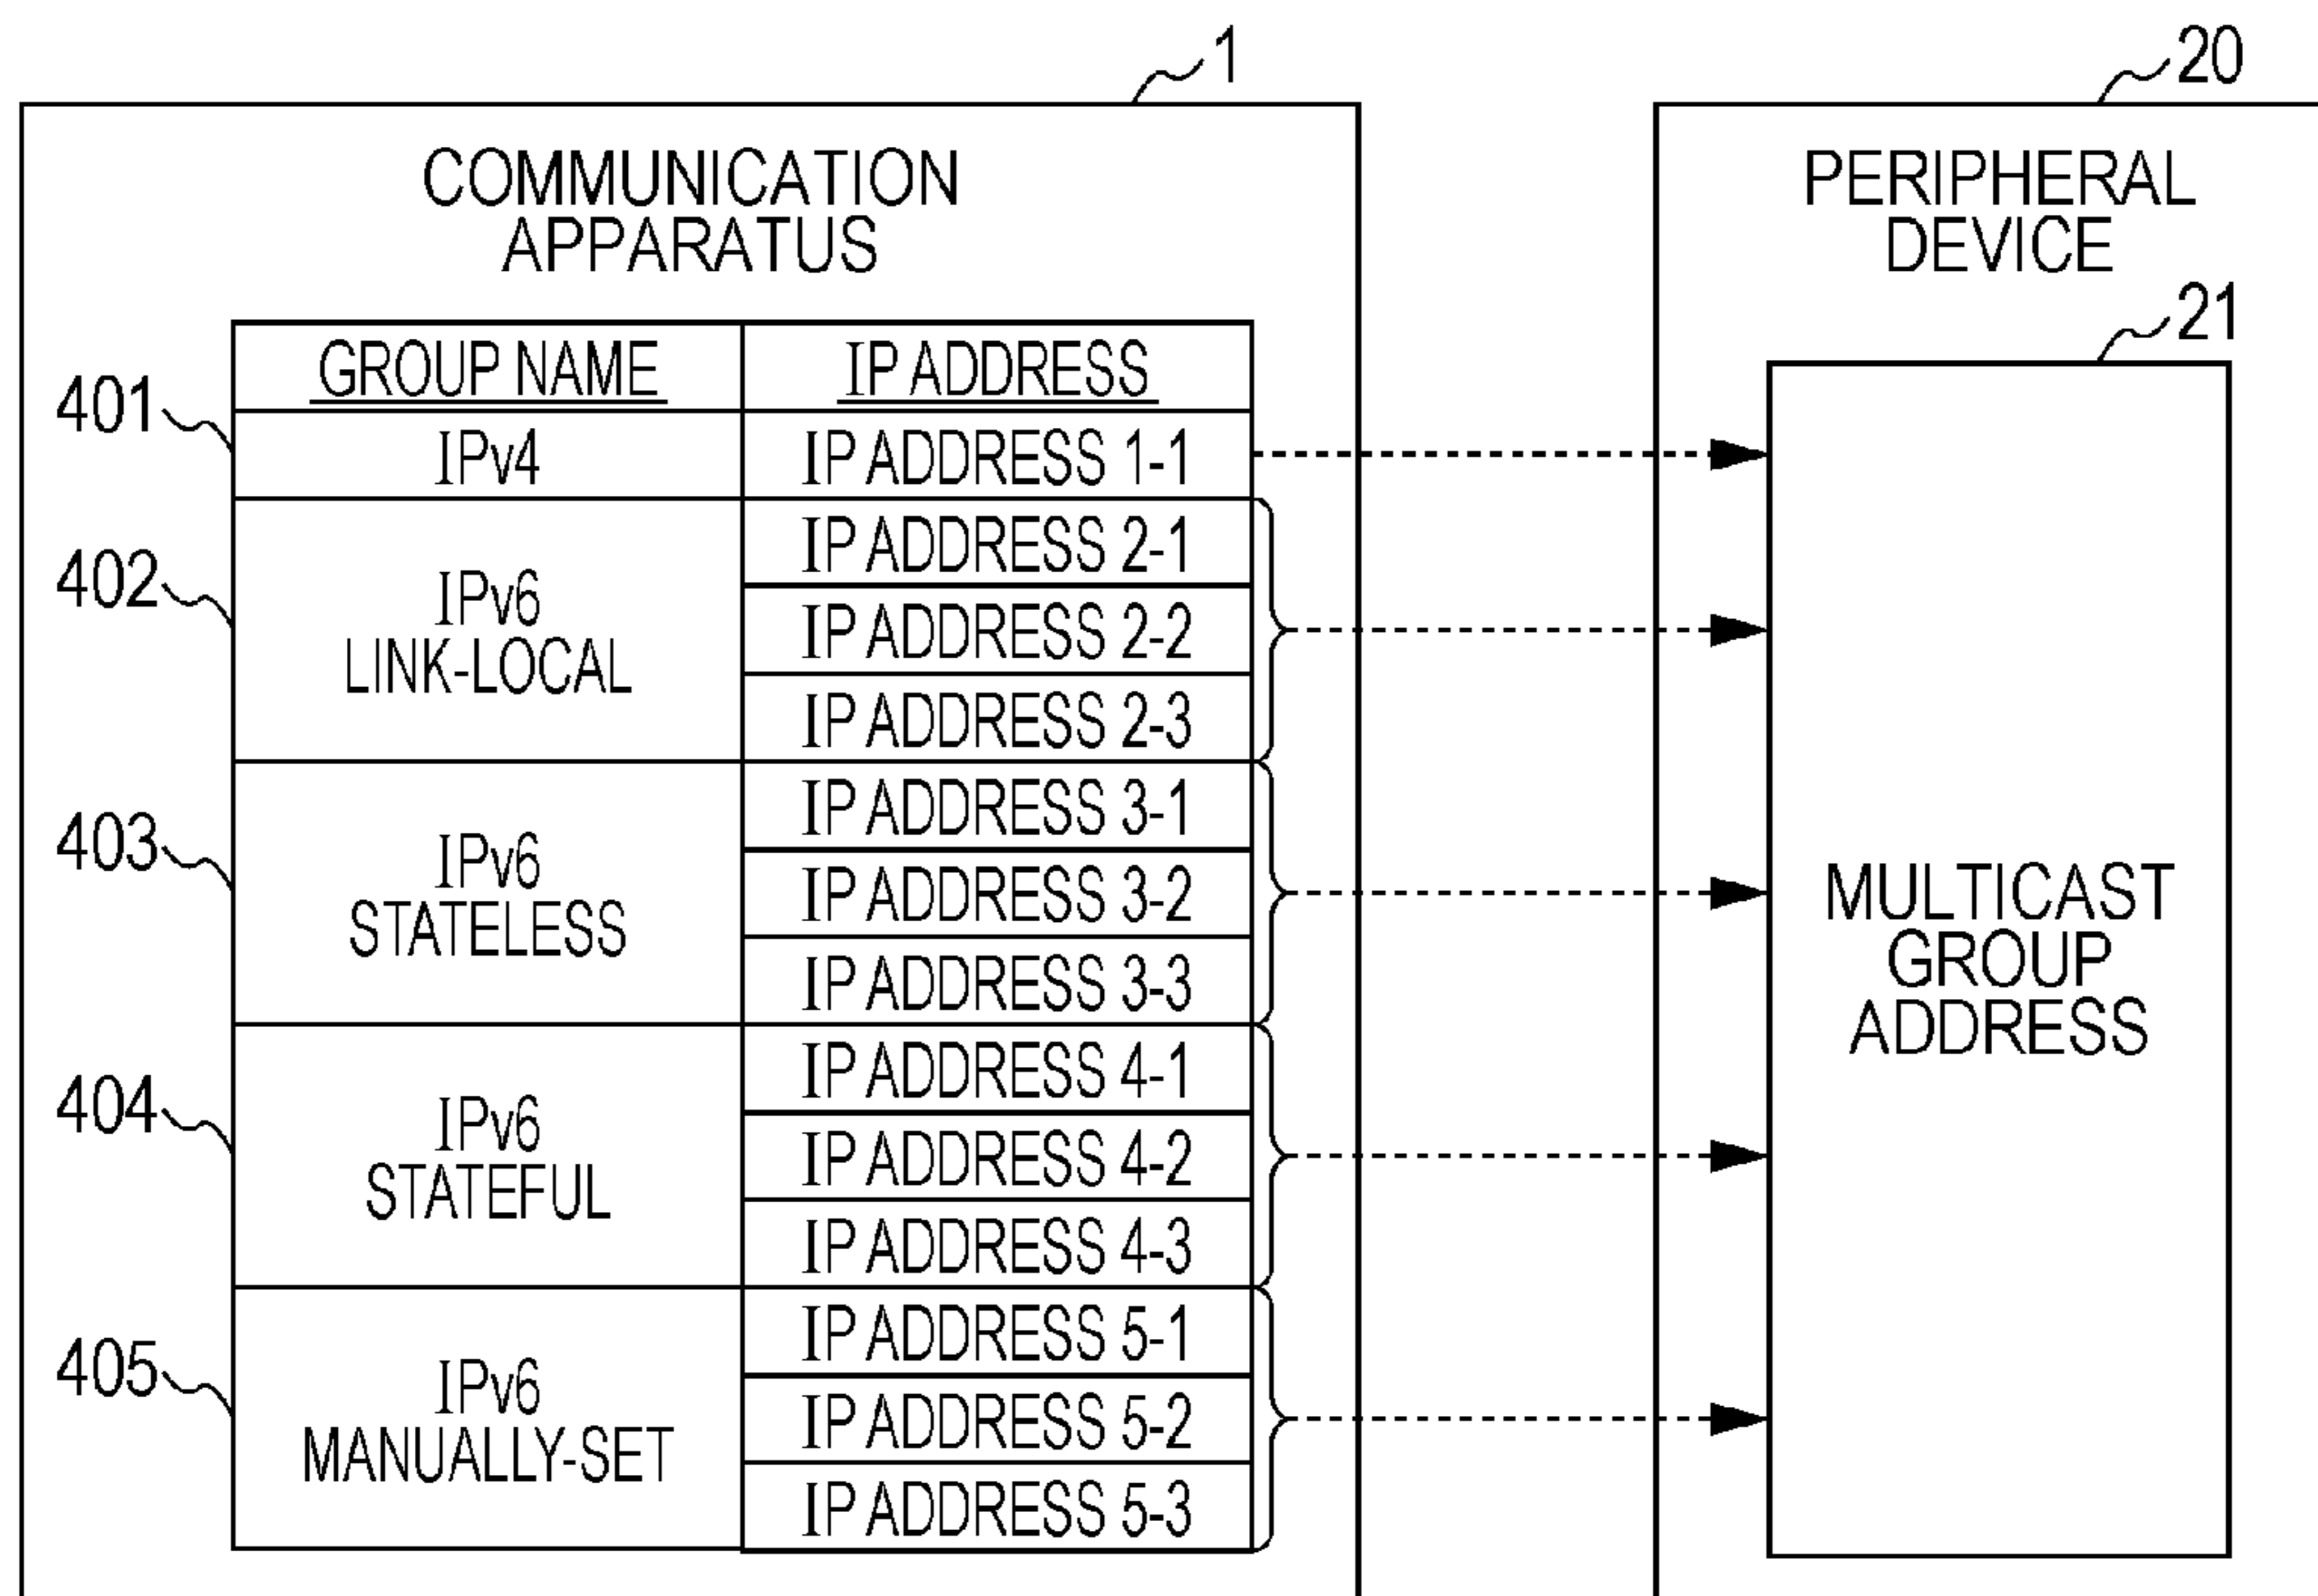 1
20
COMMUNICATION
APPARATUS
PERIPHERAL
DEVICE
21
GROUP NAME
IP ADDRESS
401
IPv4
IP ADDRESS 1-1
402
IPv6
LINK-LOCAL
IP ADDRESS 2-1
IP ADDRESS 2-2
IP ADDRESS 2-3
403
IPv6
STATELESS
IP ADDRESS 3-1
IP ADDRESS 3-2
IP ADDRESS 3-3
404
IPv6
STATEFUL
IP ADDRESS 4-1
IP ADDRESS 4-2
IP ADDRESS 4-3
405
IPv6
MANUALLY-SET
IP ADDRESS 5-1
IP ADDRESS 5-2
IP ADDRESS 5-3
MULTICAST
GROUP
ADDRESS